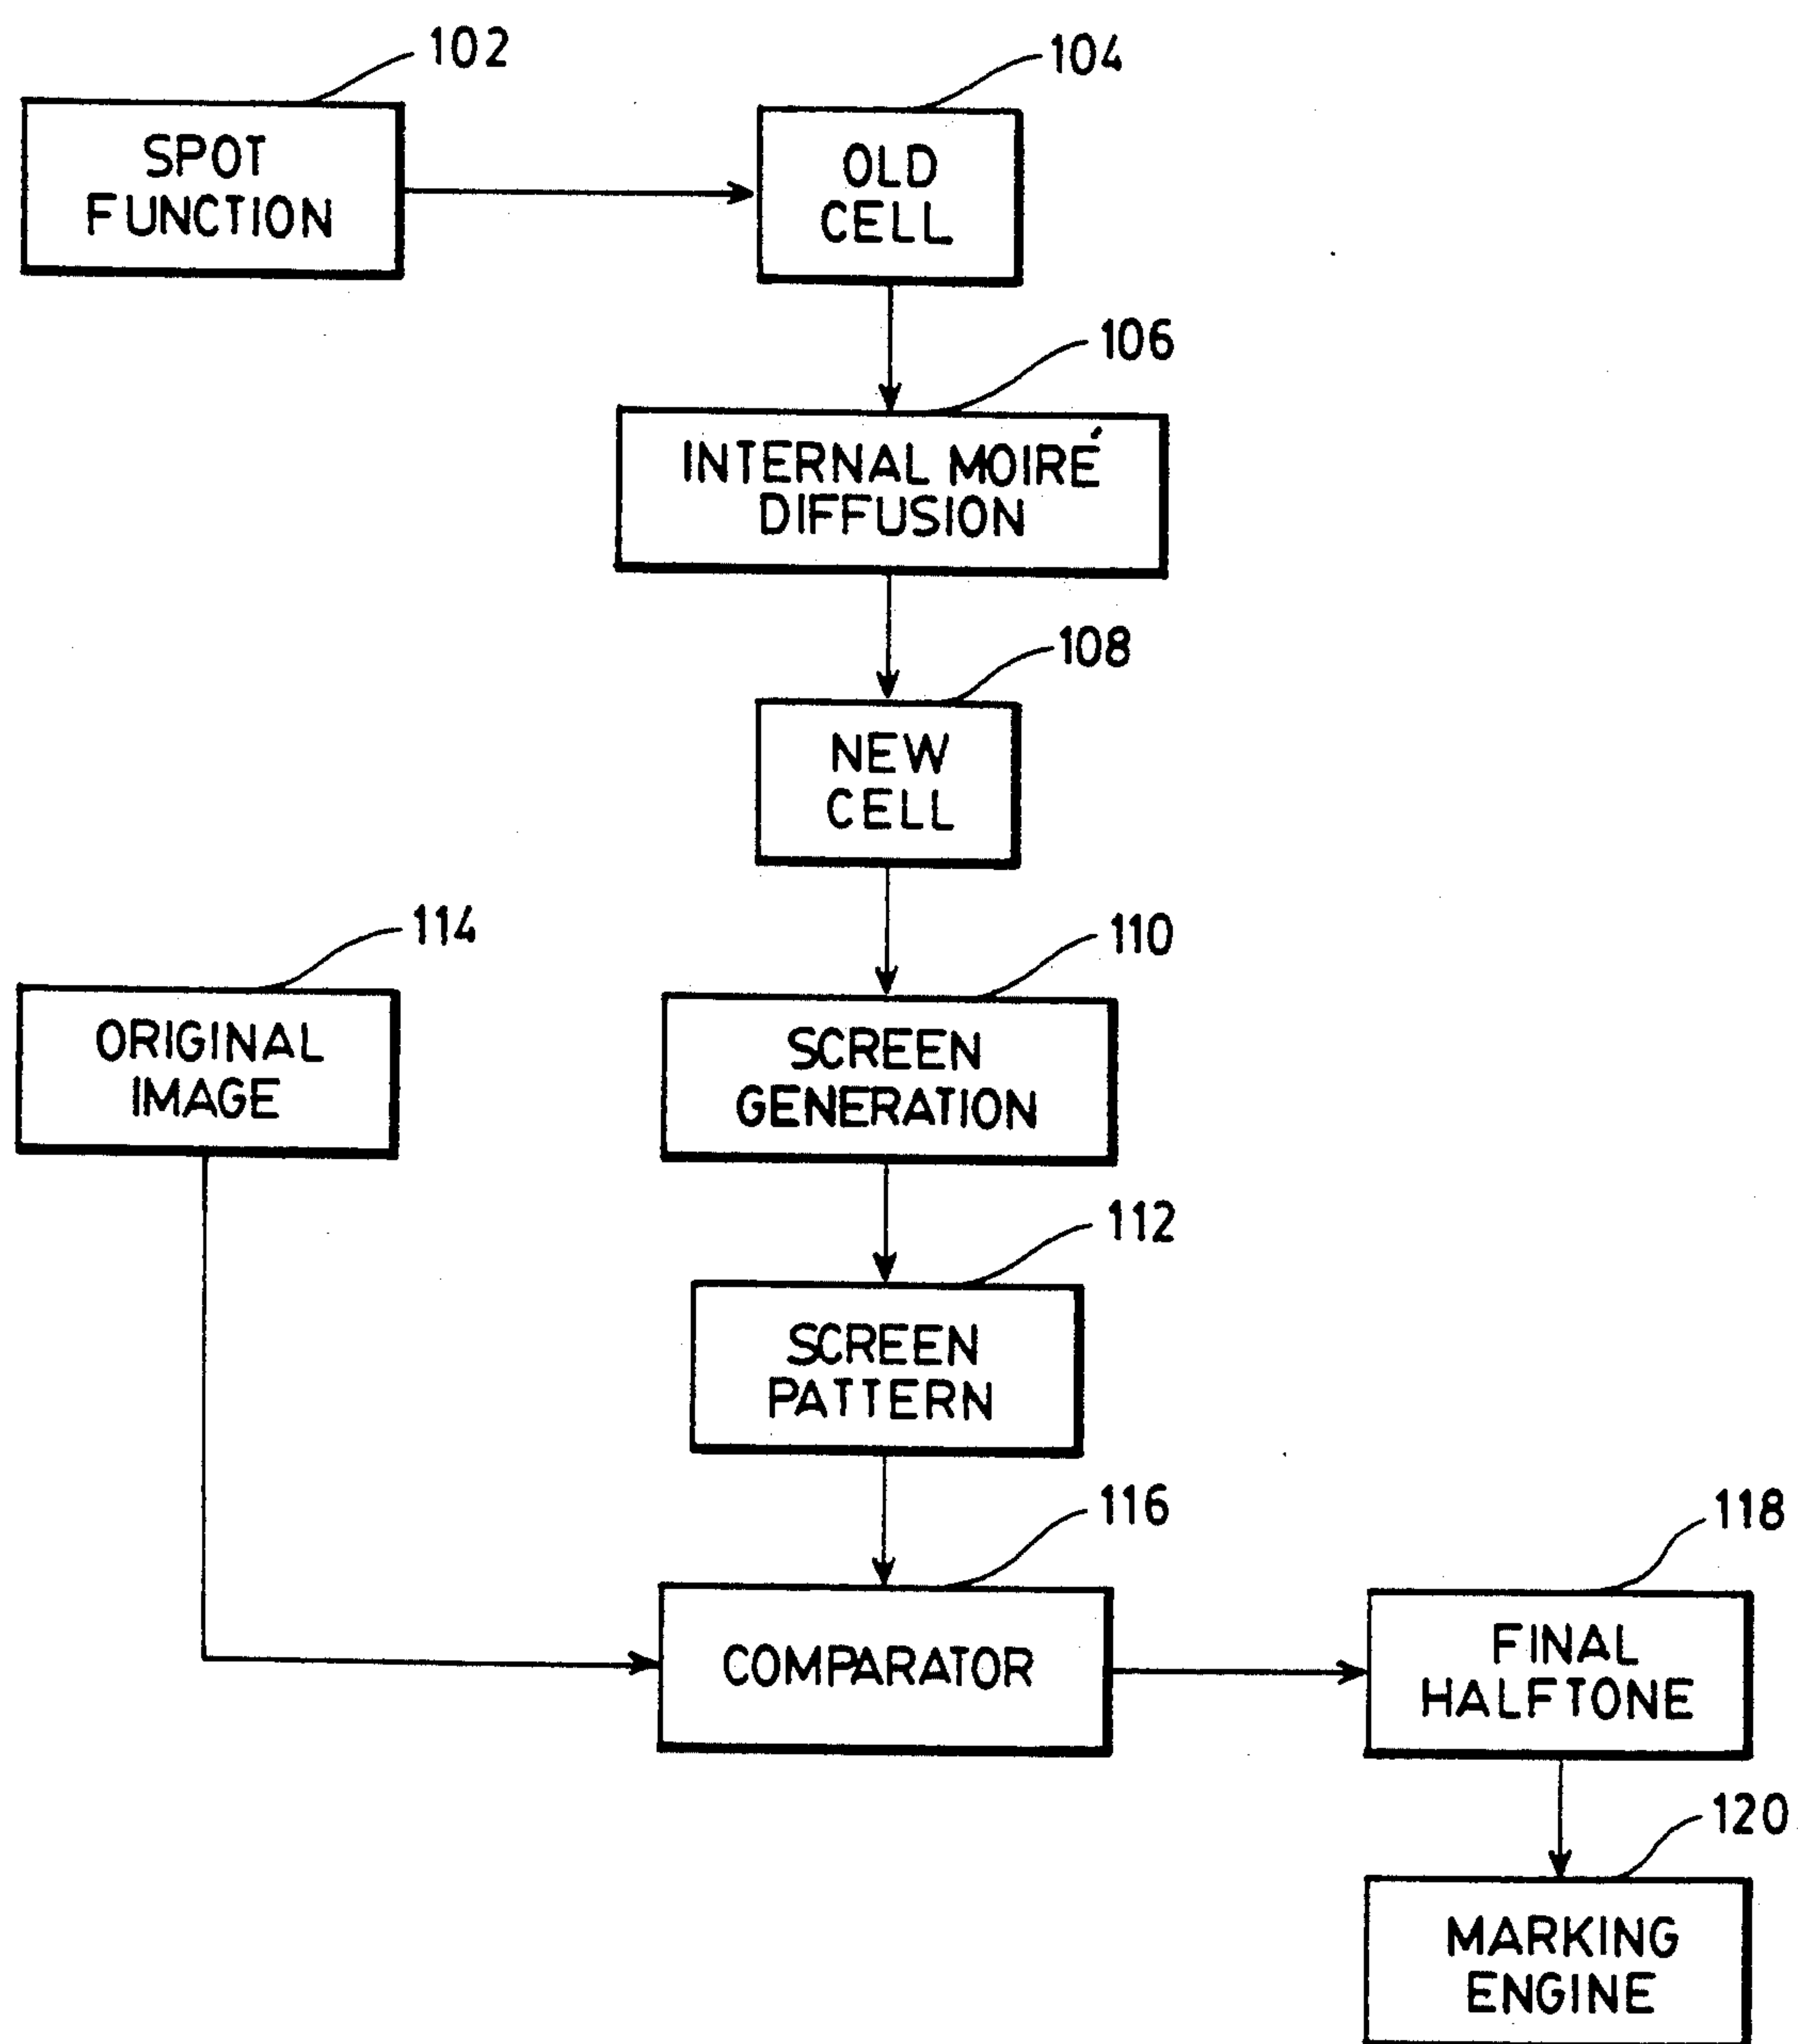 102
SPOT
FUNCTION
104
OLD
CELL
106
INTERNAL MOIRÉ
DIFFUSION
108
NEW
CELL
114
ORIGINAL
IMAGE
110
SCREEN
GENERATION
112
SCREEN
PATTERN
116
COMPARATOR
118
FINAL
HALFTONE
120
MARKING
ENGINE